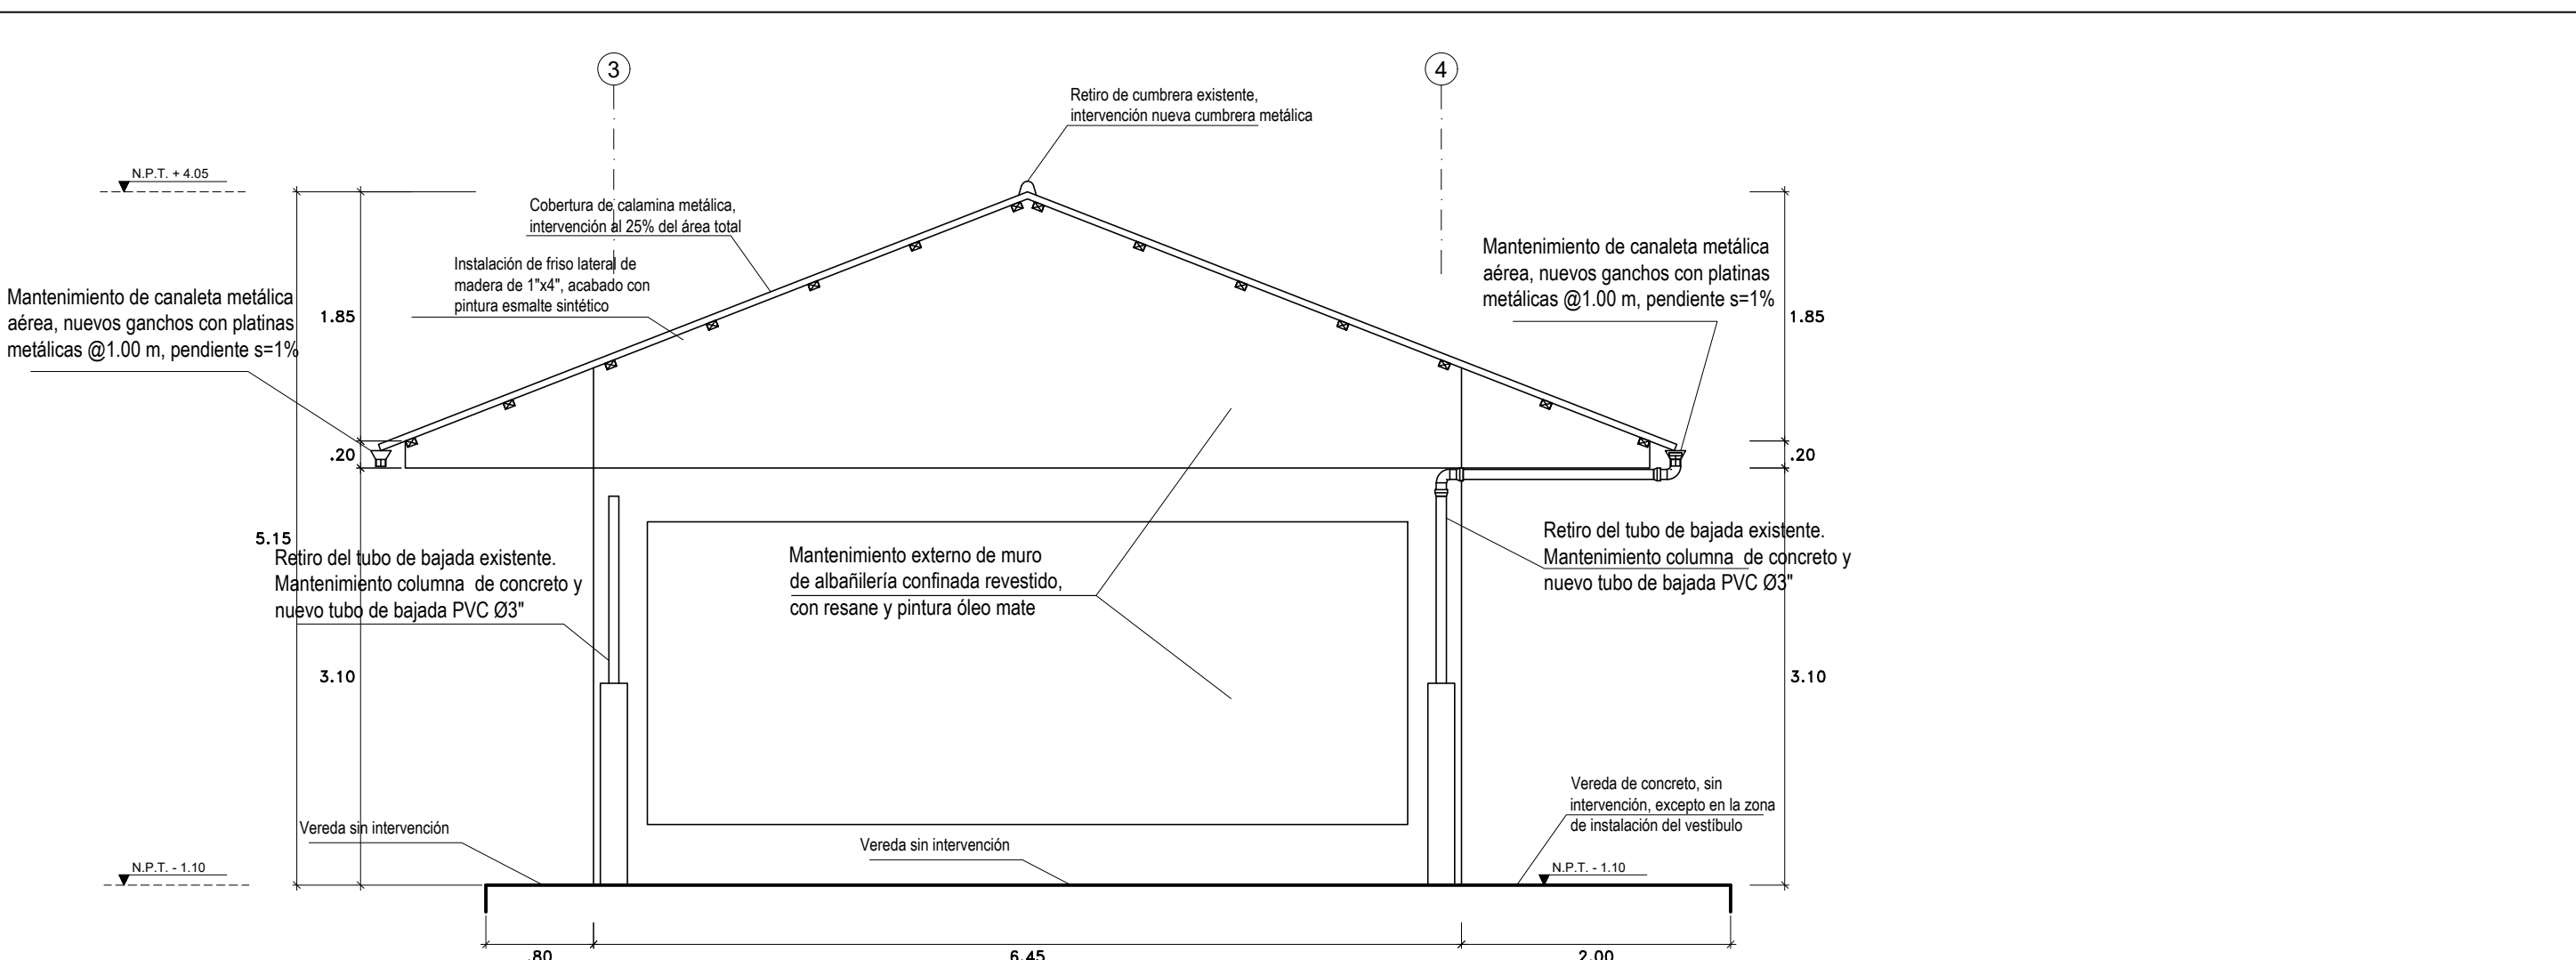 3
4
Retiro de cumbrera existente,
intervención nueva cumbrera metálica
N.P.T. + 4.05
Cobertura de calamina metálica,
intervención al 25% del área total
Instalación de friso lateral de
madera de 1"x4", acabado con
pintura esmalte sintético
Mantenimiento de canaleta metálica
aérea, nuevos ganchos con platinas
metálicas @1.00 m, pendiente s=1%
Mantenimiento de canaleta metálica
aérea, nuevos ganchos con platinas
metálicas @1.00 m, pendiente s=1%
1.85
1.85
.20
.20
5.15
Retiro del tubo de bajada existente.
Mantenimiento columna  de concreto y
nuevo tubo de bajada PVC Ø3"
Mantenimiento externo de muro
de albañilería confinada revestido,
con resane y pintura óleo mate
Retiro del tubo de bajada existente.
Mantenimiento columna  de concreto y
nuevo tubo de bajada PVC Ø3"
3.10
3.10
Vereda de concreto, sin
intervención, excepto en la zona
de instalación del vestíbulo
Vereda sin intervención
Vereda sin intervención
N.P.T. - 1.10
N.P.T. - 1.10
.80
6.45
2.00